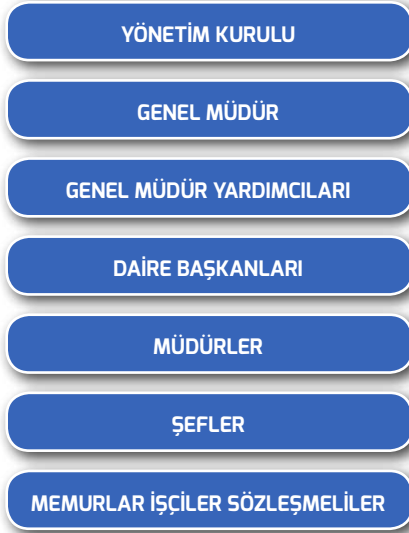 YÖNETİM KURULU
GENEL MÜDÜR
GENEL MÜDÜR YARDIMCILARI
DAİRE BAŞKANLARI
MÜDÜRLER
ŞEFLER
MEMURLAR İŞÇİLER SÖZLEŞMELİLER